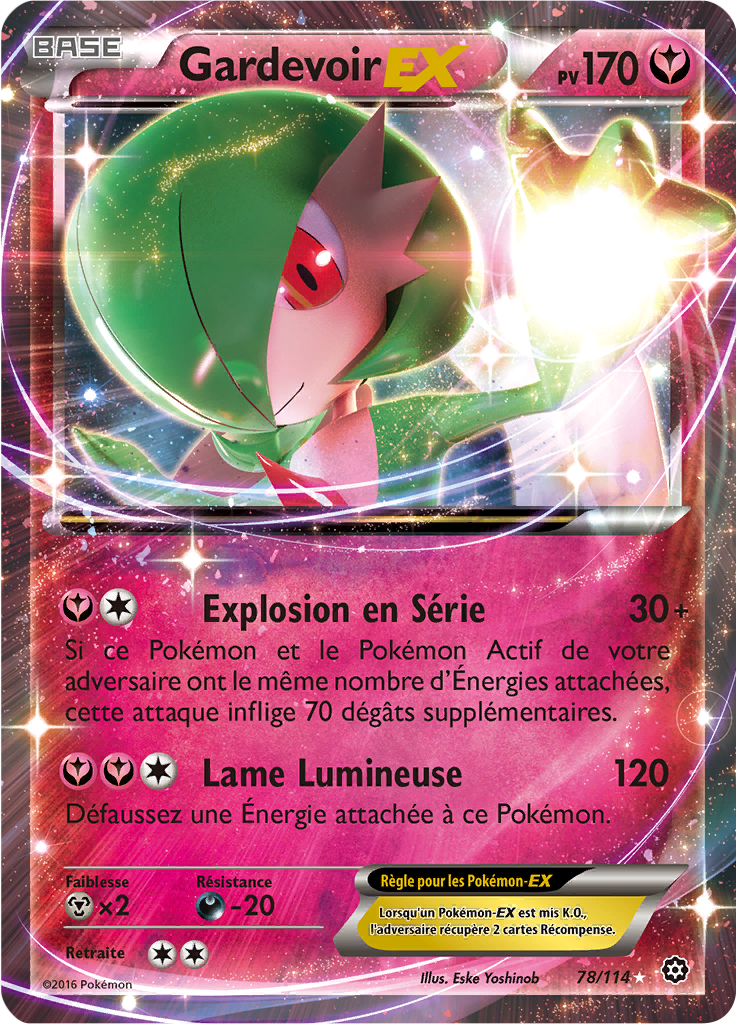 BASE
Gardevoir EX
PV 170
Explosion en Série 30+
Si ce Pokémon et le Pokémon Actif de votre
adversaire ont le même nombre d'Énergies attachées,
cette attaque inflige 70 dégâts supplémentaires.
Lame Lumineuse 120
Défaussez une Énergie attachée à ce Pokémon.
Faiblesse
×2
Résistance
-20
Retraite
Règle pour les Pokémon-EX
Lorsqu'un Pokémon-EX est mis K.O.,
l'adversaire récupère 2 cartes Récompense.
©2016 Pokémon
Illus. Eske Yoshinob
78/114 ★